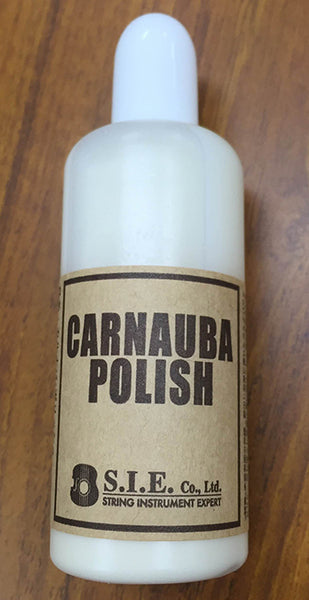 CARNAUBA
POLISH
S.I.E. Co., Ltd.
STRING INSTRUMENT EXPERT